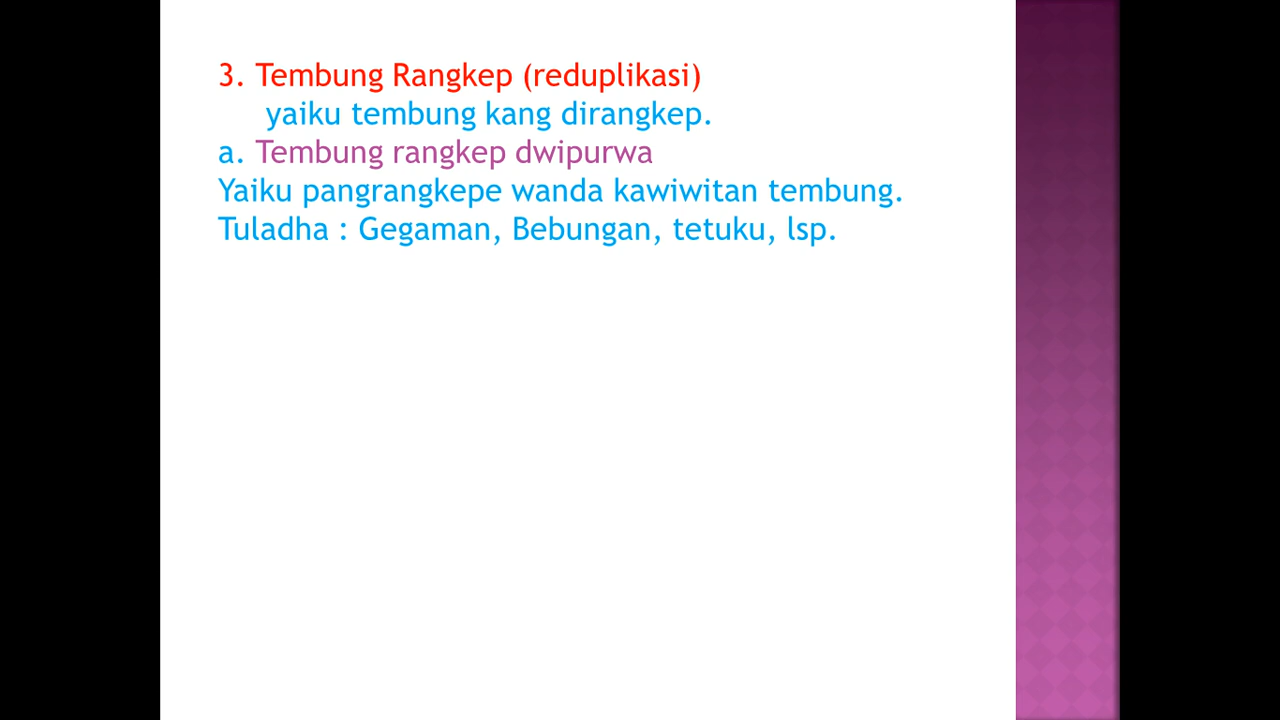 3. Tembung Rangkep (reduplikasi)
yaiku tembung kang dirangkep.
a. Tembung rangkep dwipurwa
Yaiku pangrangkepe wanda kawiwitan tembung.
Tuladha : Gegaman, Bebungan, tetuku, lsp.